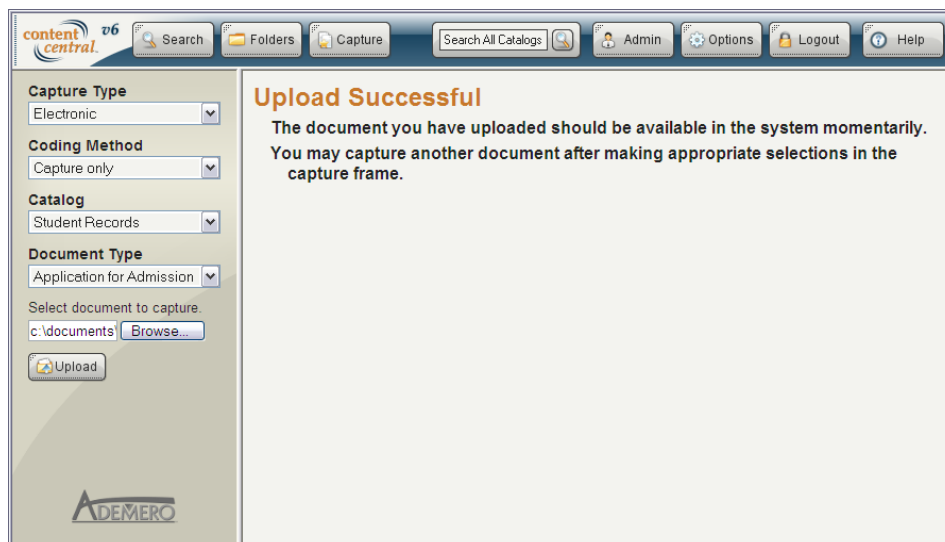 content central. v6
Search
Folders
Capture
Search All Catalogs
Admin
Options
Logout
Help
Capture Type
Electronic
Coding Method
Capture only
Catalog
Student Records
Document Type
Application for Admission
Select document to capture.
c:\documents\
Browse...
Upload
ADEMERO
Upload Successful
The document you have uploaded should be available in the system momentarily.
You may capture another document after making appropriate selections in the
capture frame.